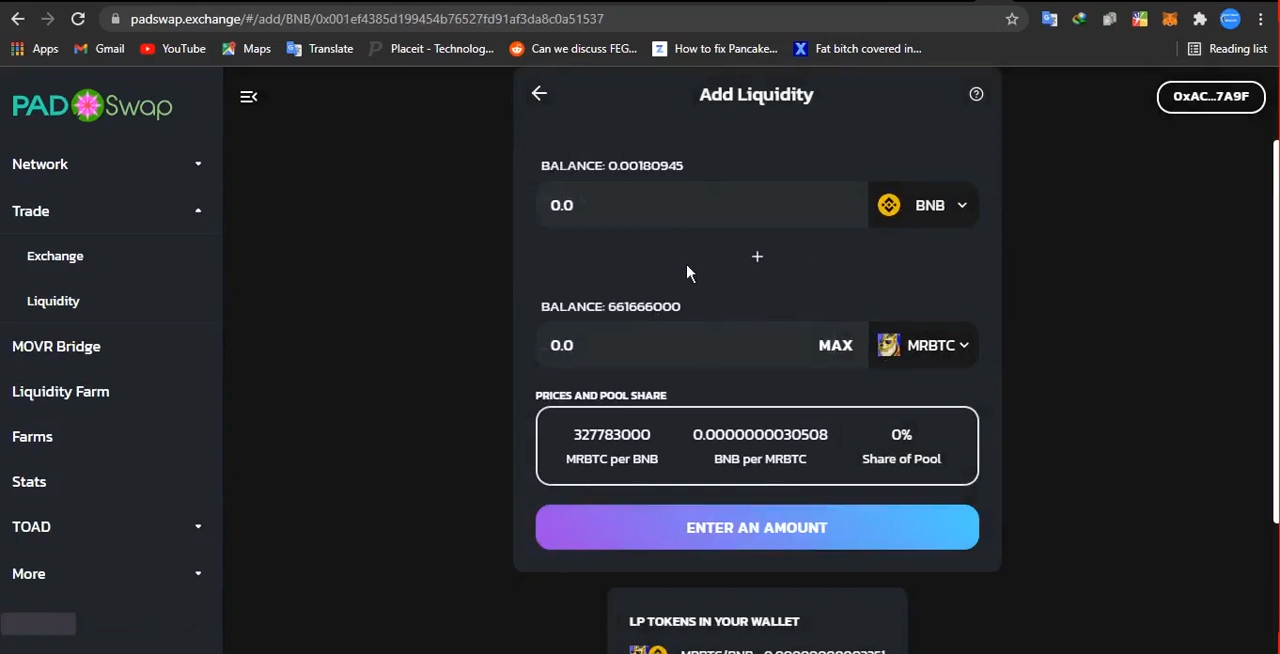 padswap.exchange/#/add/BNB/0x001ef4385d199454b76527fd91af3da8c0a51537
Apps Gmail YouTube Maps Translate Placeit - Technolog... Can we discuss FEG... How to fix Pancake... Fat bitch covered in... Reading list
PAD Swap
Add Liquidity
0xAC...7A9F
Network
BALANCE: 0.00180945
Trade
0.0 BNB
Exchange
+
Liquidity
BALANCE: 661666000
MOVR Bridge
0.0 MAX MRBTC
Liquidity Farm
PRICES AND POOL SHARE
Farms
327783000 0.0000000030508 0%
MRBTC per BNB BNB per MRBTC Share of Pool
Stats
TOAD
ENTER AN AMOUNT
More
LP TOKENS IN YOUR WALLET